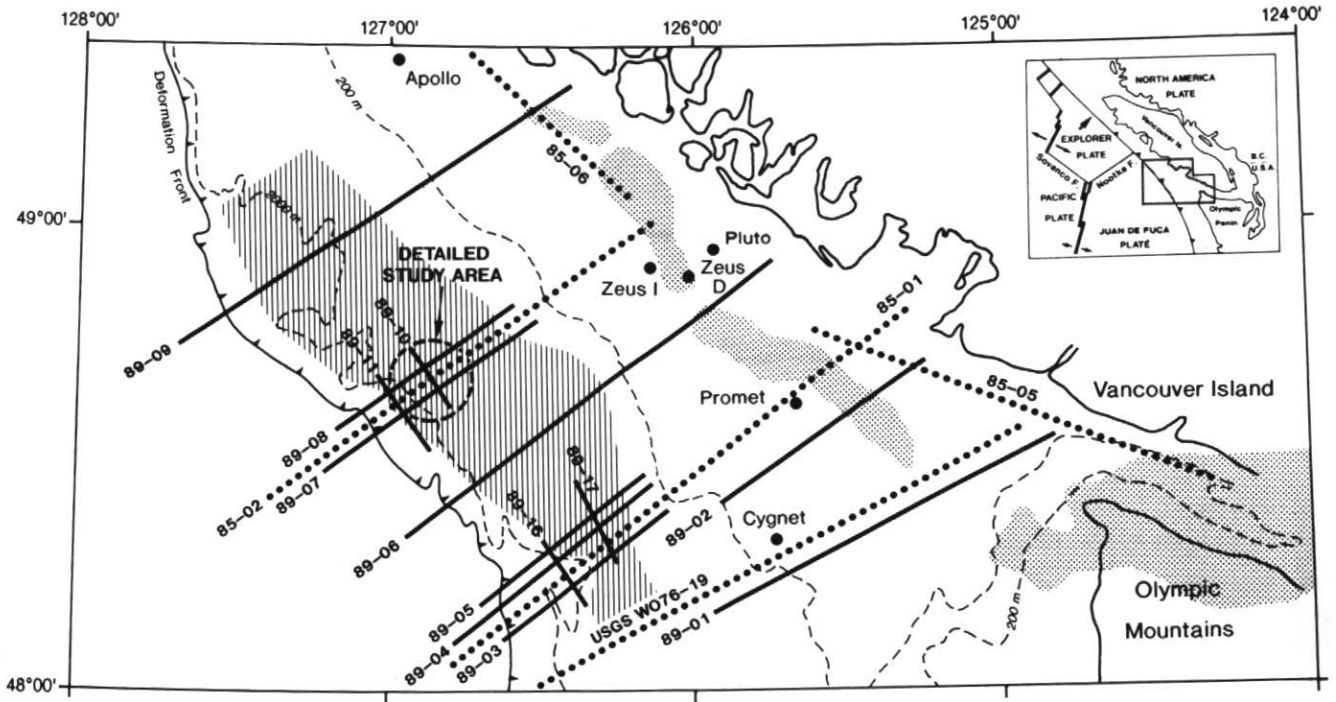 128°00'
127°00'
126°00'
125°00'
124°00'
49°00'
48°00'
Deformation Front
200 m
2000 m
Apollo
85-06
DETAILED
STUDY AREA
Pluto
Zeus I
Zeus
D
85-01
89-09
89-10
89-11
Promet
85-05
Vancouver Island
89-08
85-02
89-07
89-06
89-17
89-16
89-02
Cygnet
89-05
89-04
89-03
USGS WO76-19
89-01
200 m
Olympic
Mountains
NORTH AMERICA
PLATE
Vancouver
EXPLORER
PLATE
Sovanco F.
Nootka F.
B.C.
U.S.A.
PACIFIC
PLATE
Olympic
Penin
JUAN DE FUCA
PLATE